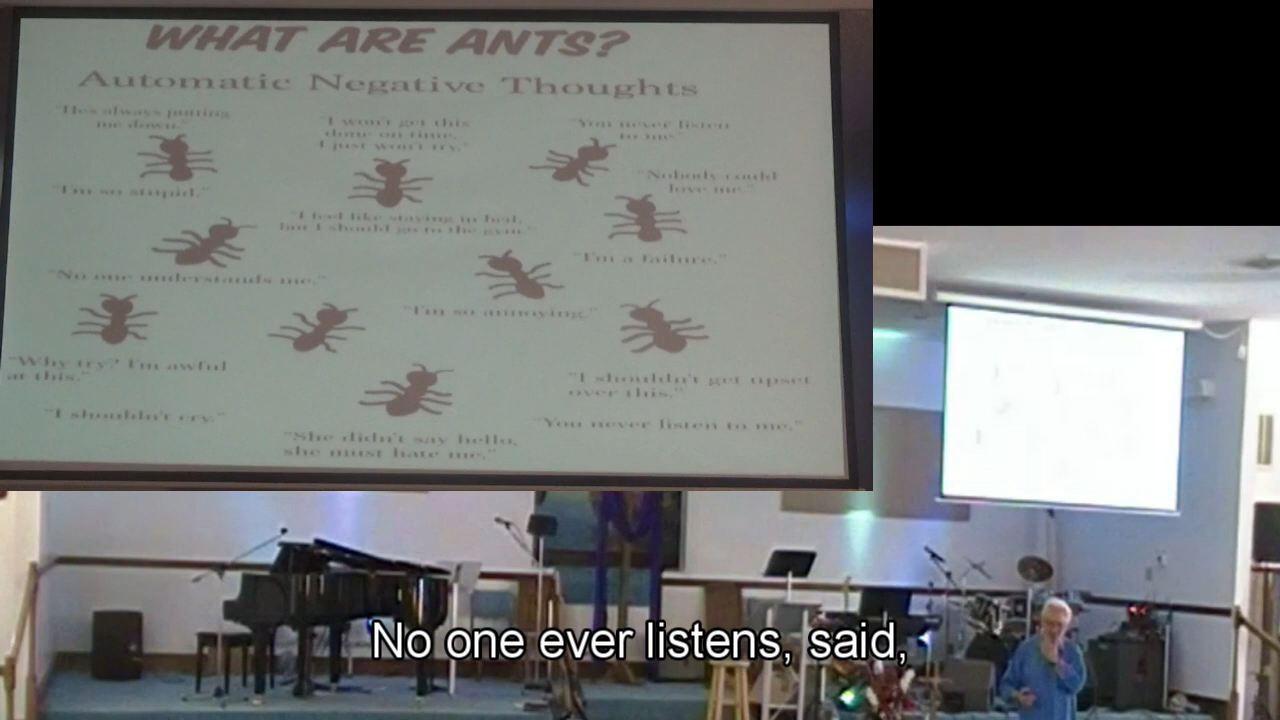 WHAT ARE ANTS?
Automatic Negative Thoughts
"He's always putting
me down."
"I won't get this
done on time.
I just won't try."
"You never listen
to me."
"Nobody could
love me."
"I'm so stupid."
"I feel like staying in bed,
but I should go to the gym."
"I'm a failure."
"No one understands me."
"I'm so annoying."
"Why try? I'm awful
at this."
"I shouldn't get upset
over this."
"I shouldn't cry."
"You never listen to me."
"She didn't say hello,
she must hate me."
No one ever listens, said,